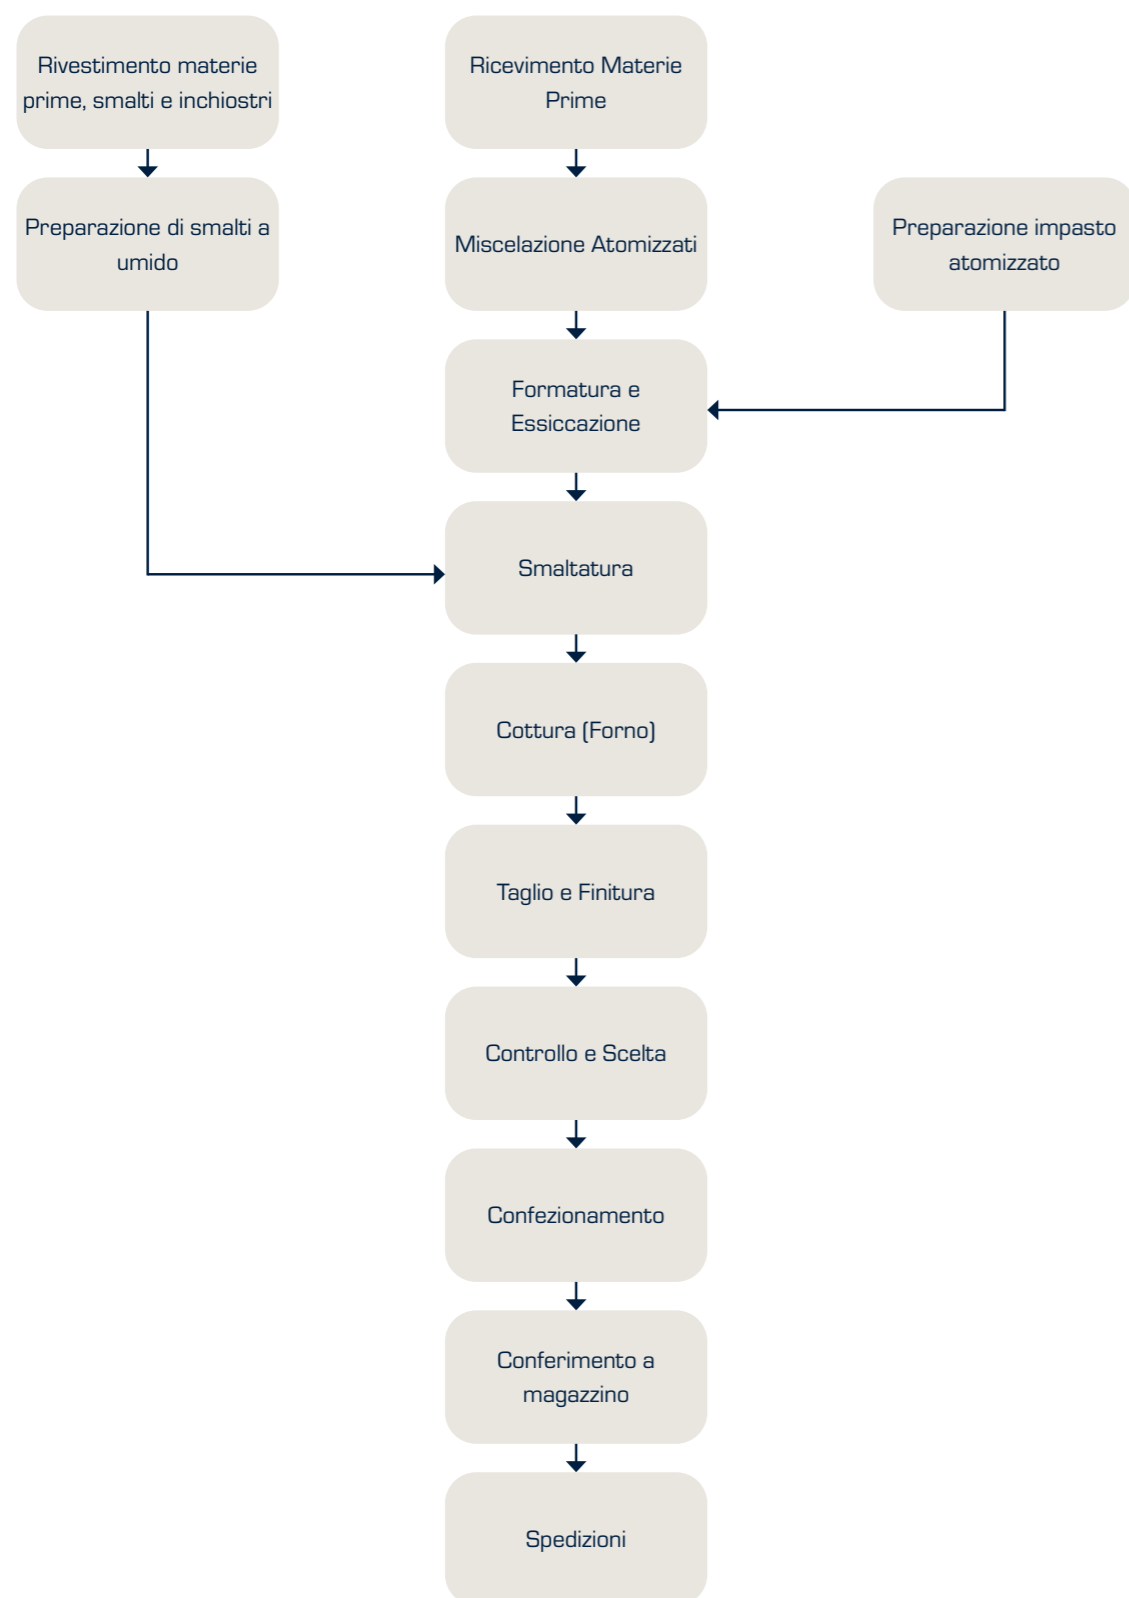 Rivestimento materie
prime, smalti e inchiostri
Ricevimento Materie
Prime
Preparazione di smalti a
umido
Miscelazione Atomizzati
Preparazione impasto
atomizzato
Formatura e
Essiccazione
Smaltatura
Cottura (Forno)
Taglio e Finitura
Controllo e Scelta
Confezionamento
Conferimento a
magazzino
Spedizioni